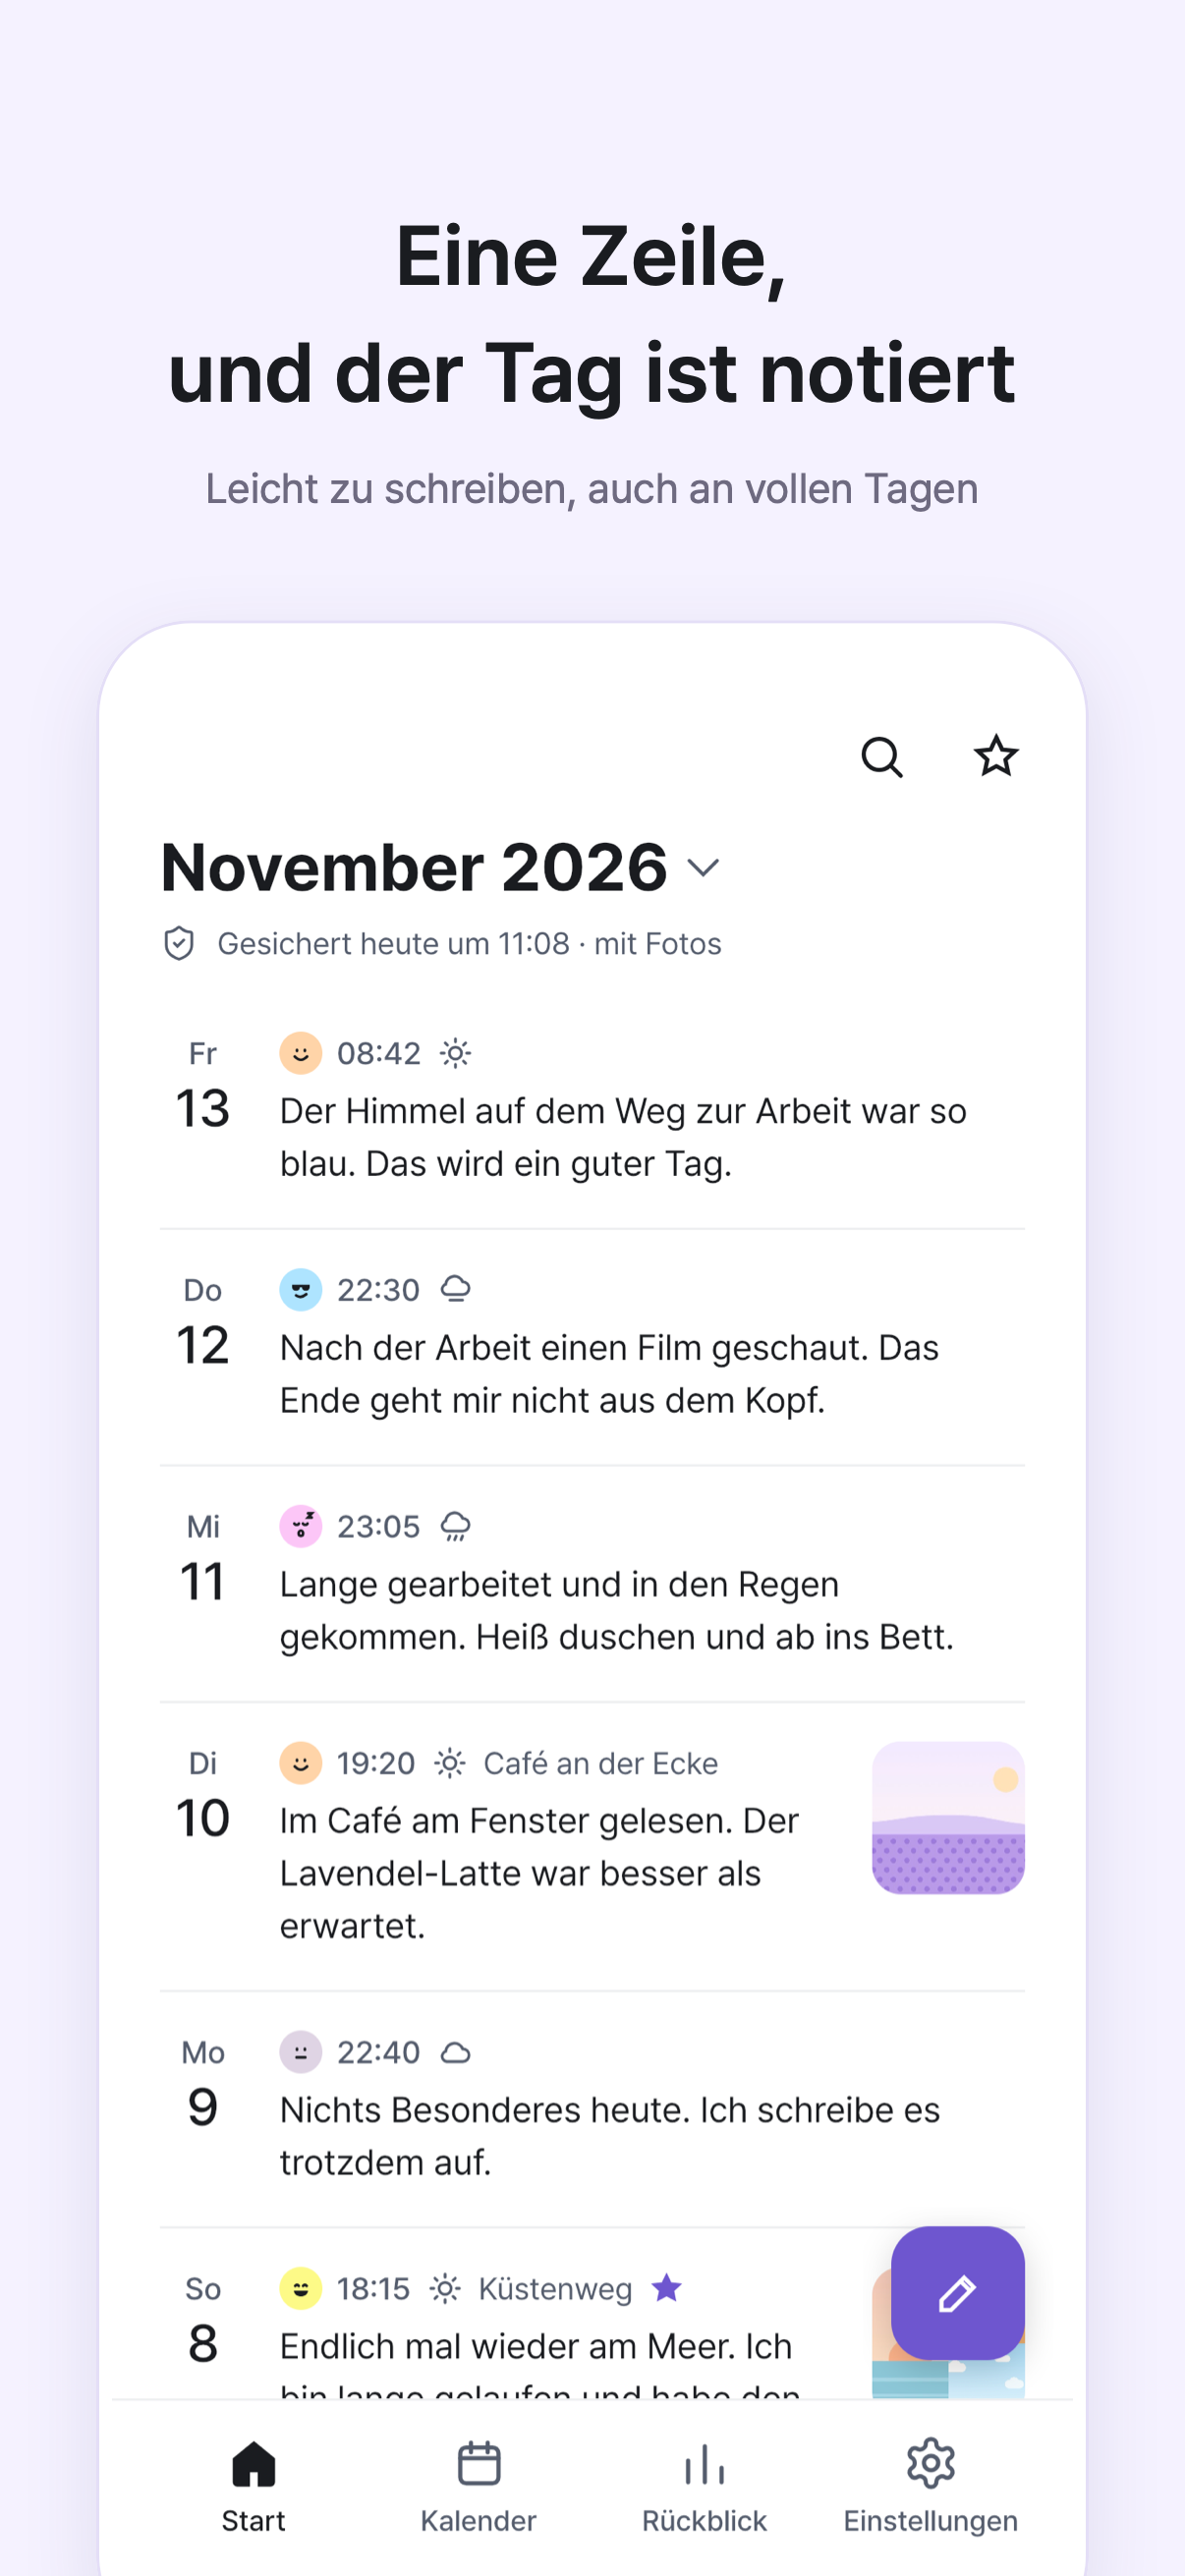 Eine Zeile,
und der Tag ist notiert
Leicht zu schreiben, auch an vollen Tagen
November 2026
Gesichert heute um 11:08 · mit Fotos
Fr
13
08:42
Der Himmel auf dem Weg zur Arbeit war so
blau. Das wird ein guter Tag.
Do
12
22:30
Nach der Arbeit einen Film geschaut. Das
Ende geht mir nicht aus dem Kopf.
Mi
11
23:05
Lange gearbeitet und in den Regen
gekommen. Heiß duschen und ab ins Bett.
Di
10
19:20 Café an der Ecke
Im Café am Fenster gelesen. Der
Lavendel-Latte war besser als
erwartet.
Mo
9
22:40
Nichts Besonderes heute. Ich schreibe es
trotzdem auf.
So
8
18:15 Küstenweg
Endlich mal wieder am Meer. Ich
bin lange gelaufen und habe den
Start
Kalender
Rückblick
Einstellungen